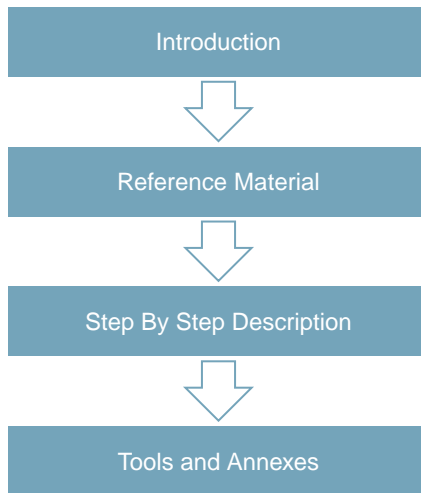 Introduction
Reference Material
Step By Step Description
Tools and Annexes